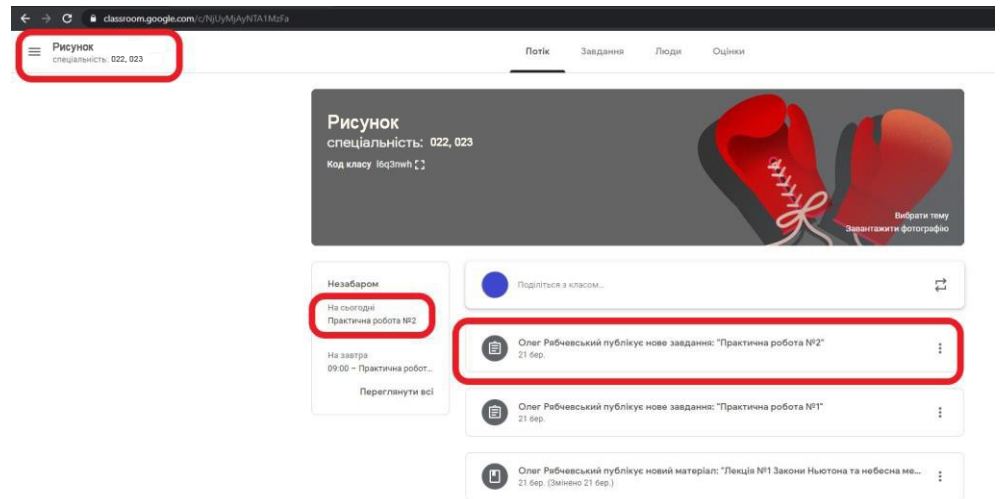 classroom.google.com/c/NjUyMjAyNTA1MzFa
Рисунок
спеціальність: 022, 023
Потік Завдання Люди Оцінки
Рисунок
спеціальність: 022, 023
Код класу l6q3nwh
Вибрати тему
Завантажити фотографію
Незабаром
На сьогодні
Практична робота №2
На завтра
09:00 – Практична робот...
Переглянути всі
Поділіться з класом...
Олег Рябчевський публікує нове завдання: "Практична робота №2"
21 бер.
Олег Рябчевський публікує нове завдання: "Практична робота №1"
21 бер.
Олег Рябчевський публікує новий матеріал: "Лекція №1 Закони Ньютона та небесна ме...
21 бер. (Змінено 21 бер.)